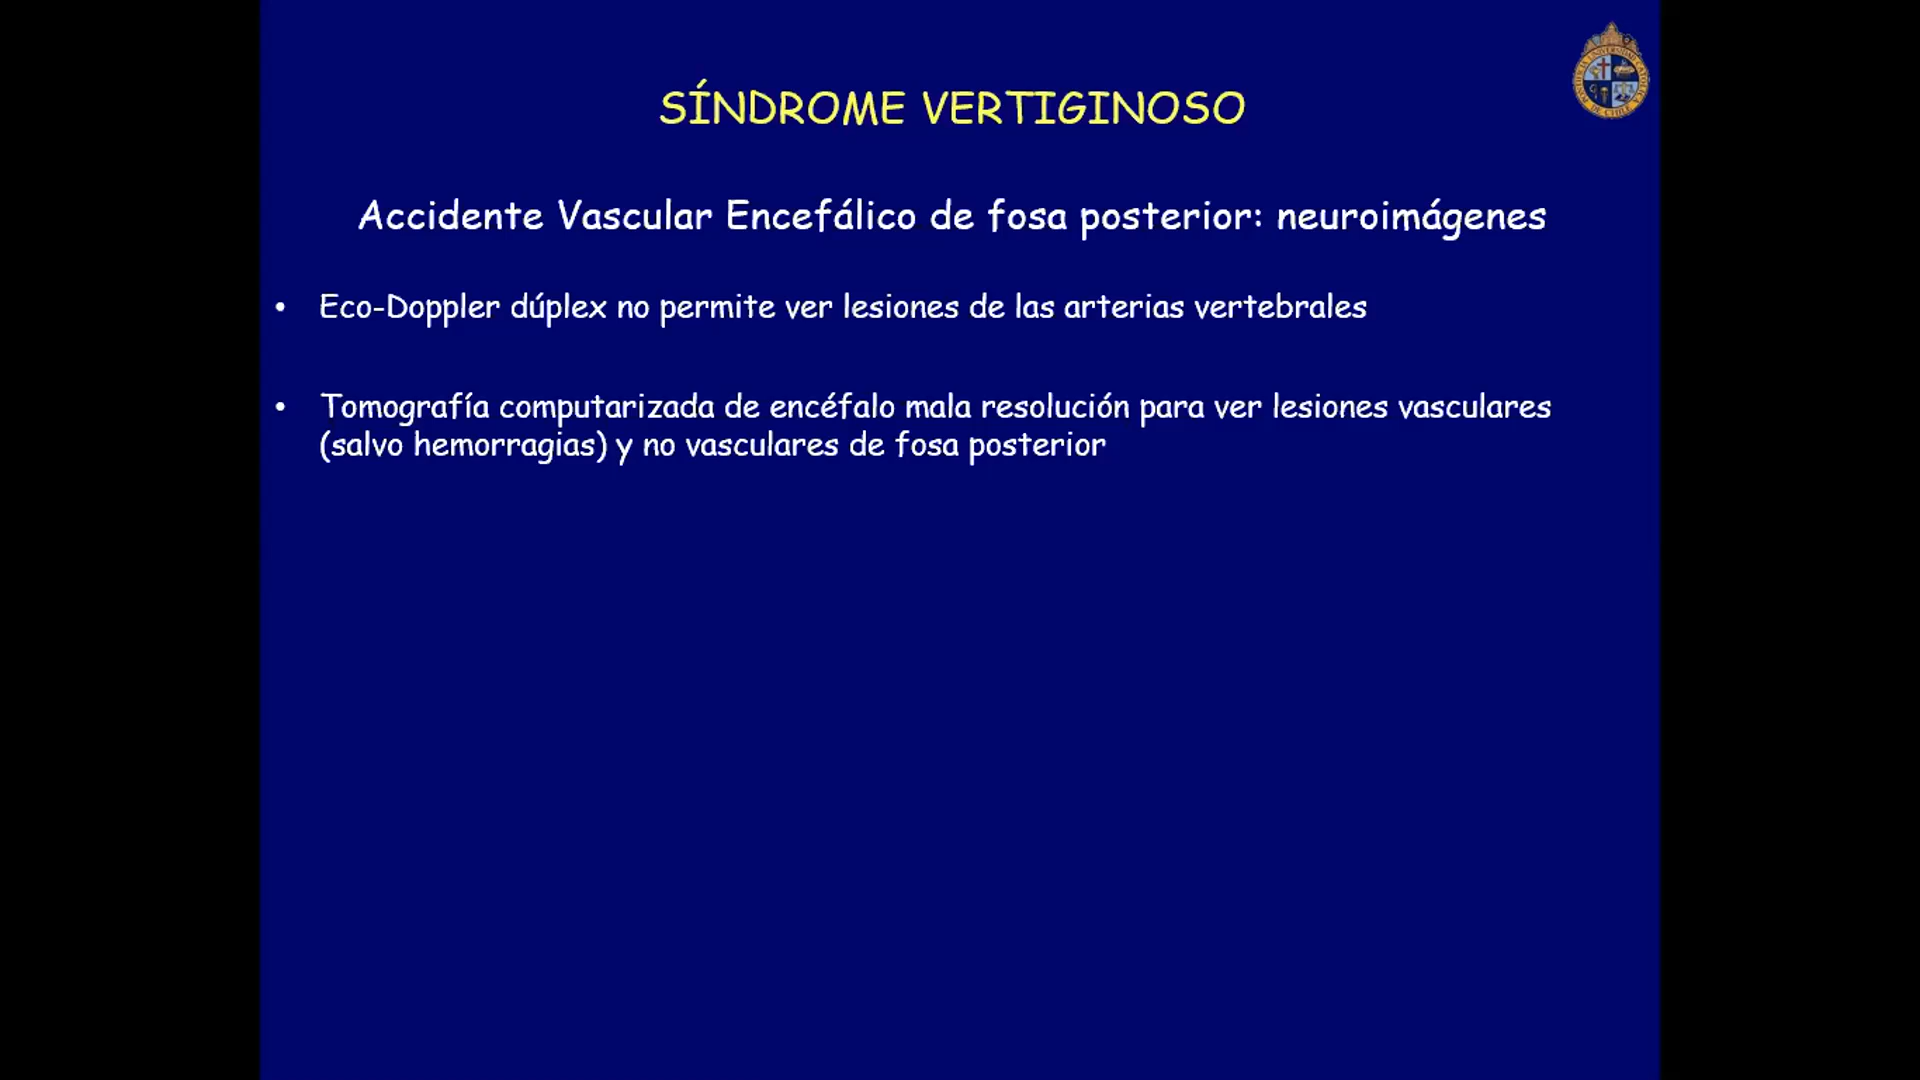 SÍNDROME VERTIGINOSO
Accidente Vascular Encefálico de fosa posterior: neuroimágenes
• Eco-Doppler dúplex no permite ver lesiones de las arterias vertebrales
• Tomografía computarizada de encéfalo mala resolución para ver lesiones vasculares
(salvo hemorragias) y no vasculares de fosa posterior